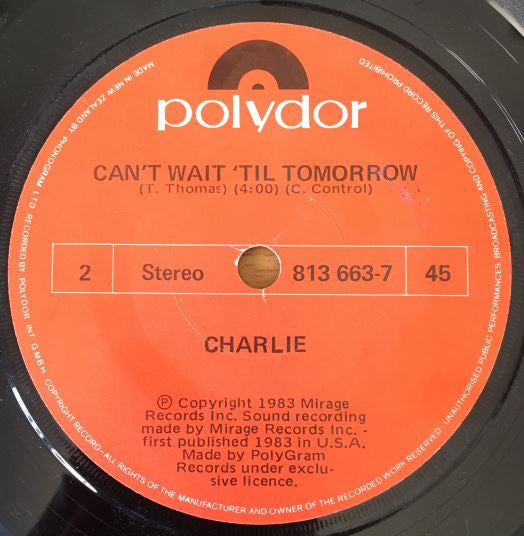 polydor
CAN'T WAIT 'TIL TOMORROW
(T. Thomas) (4:00) (C. Control)
2 Stereo 813 663-7 45
CHARLIE
Ⓟ Copyright 1983 Mirage
Records Inc. Sound recording
made by Mirage Records Inc. -
first published 1983 in U.S.A.
Made by PolyGram
Records under exclu-
sive licence.
MADE IN NEW ZEALAND BY PHONOGRAM LTD RECORDED BY POLYDOR INT. GMBH COPYRIGHT RECORD - ALL RIGHTS OF THE MANUFACTURER AND OWNER OF THE RECORDED WORK RESERVED - UNAUTHORISED PUBLIC PERFORMANCES BROADCASTING AND COPYING OF THIS RECORD PROHIBITED